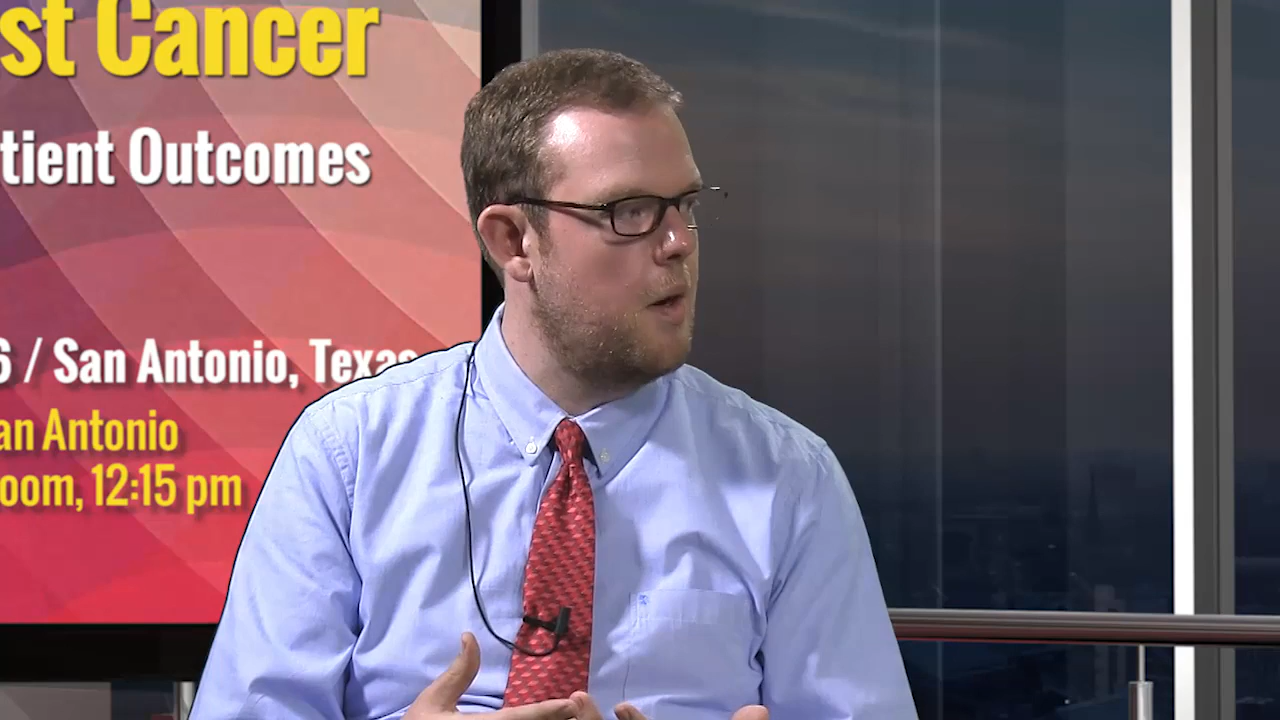 st Cancer
tient Outcomes
6 / San Antonio, Texas
an Antonio
oom, 12:15 pm